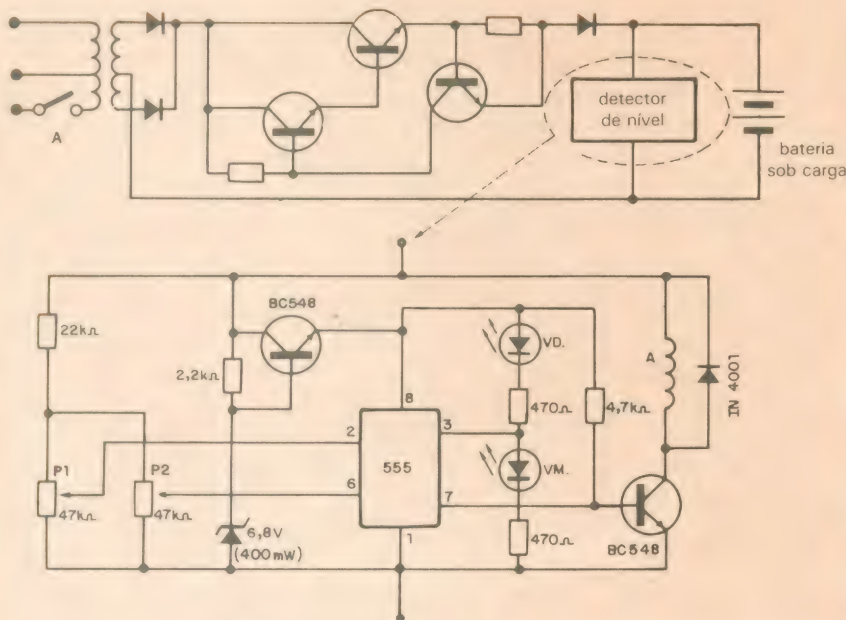 A
detector
de nível
bateria
sob carga
BC548
22kΩ
2,2kΩ
A
IN 4001
VD.
470Ω
4,7kΩ
8
2
3
555
6
7
1
P1
P2
47kΩ
47kΩ
VM.
470Ω
6,8V
(400mW)
BC548